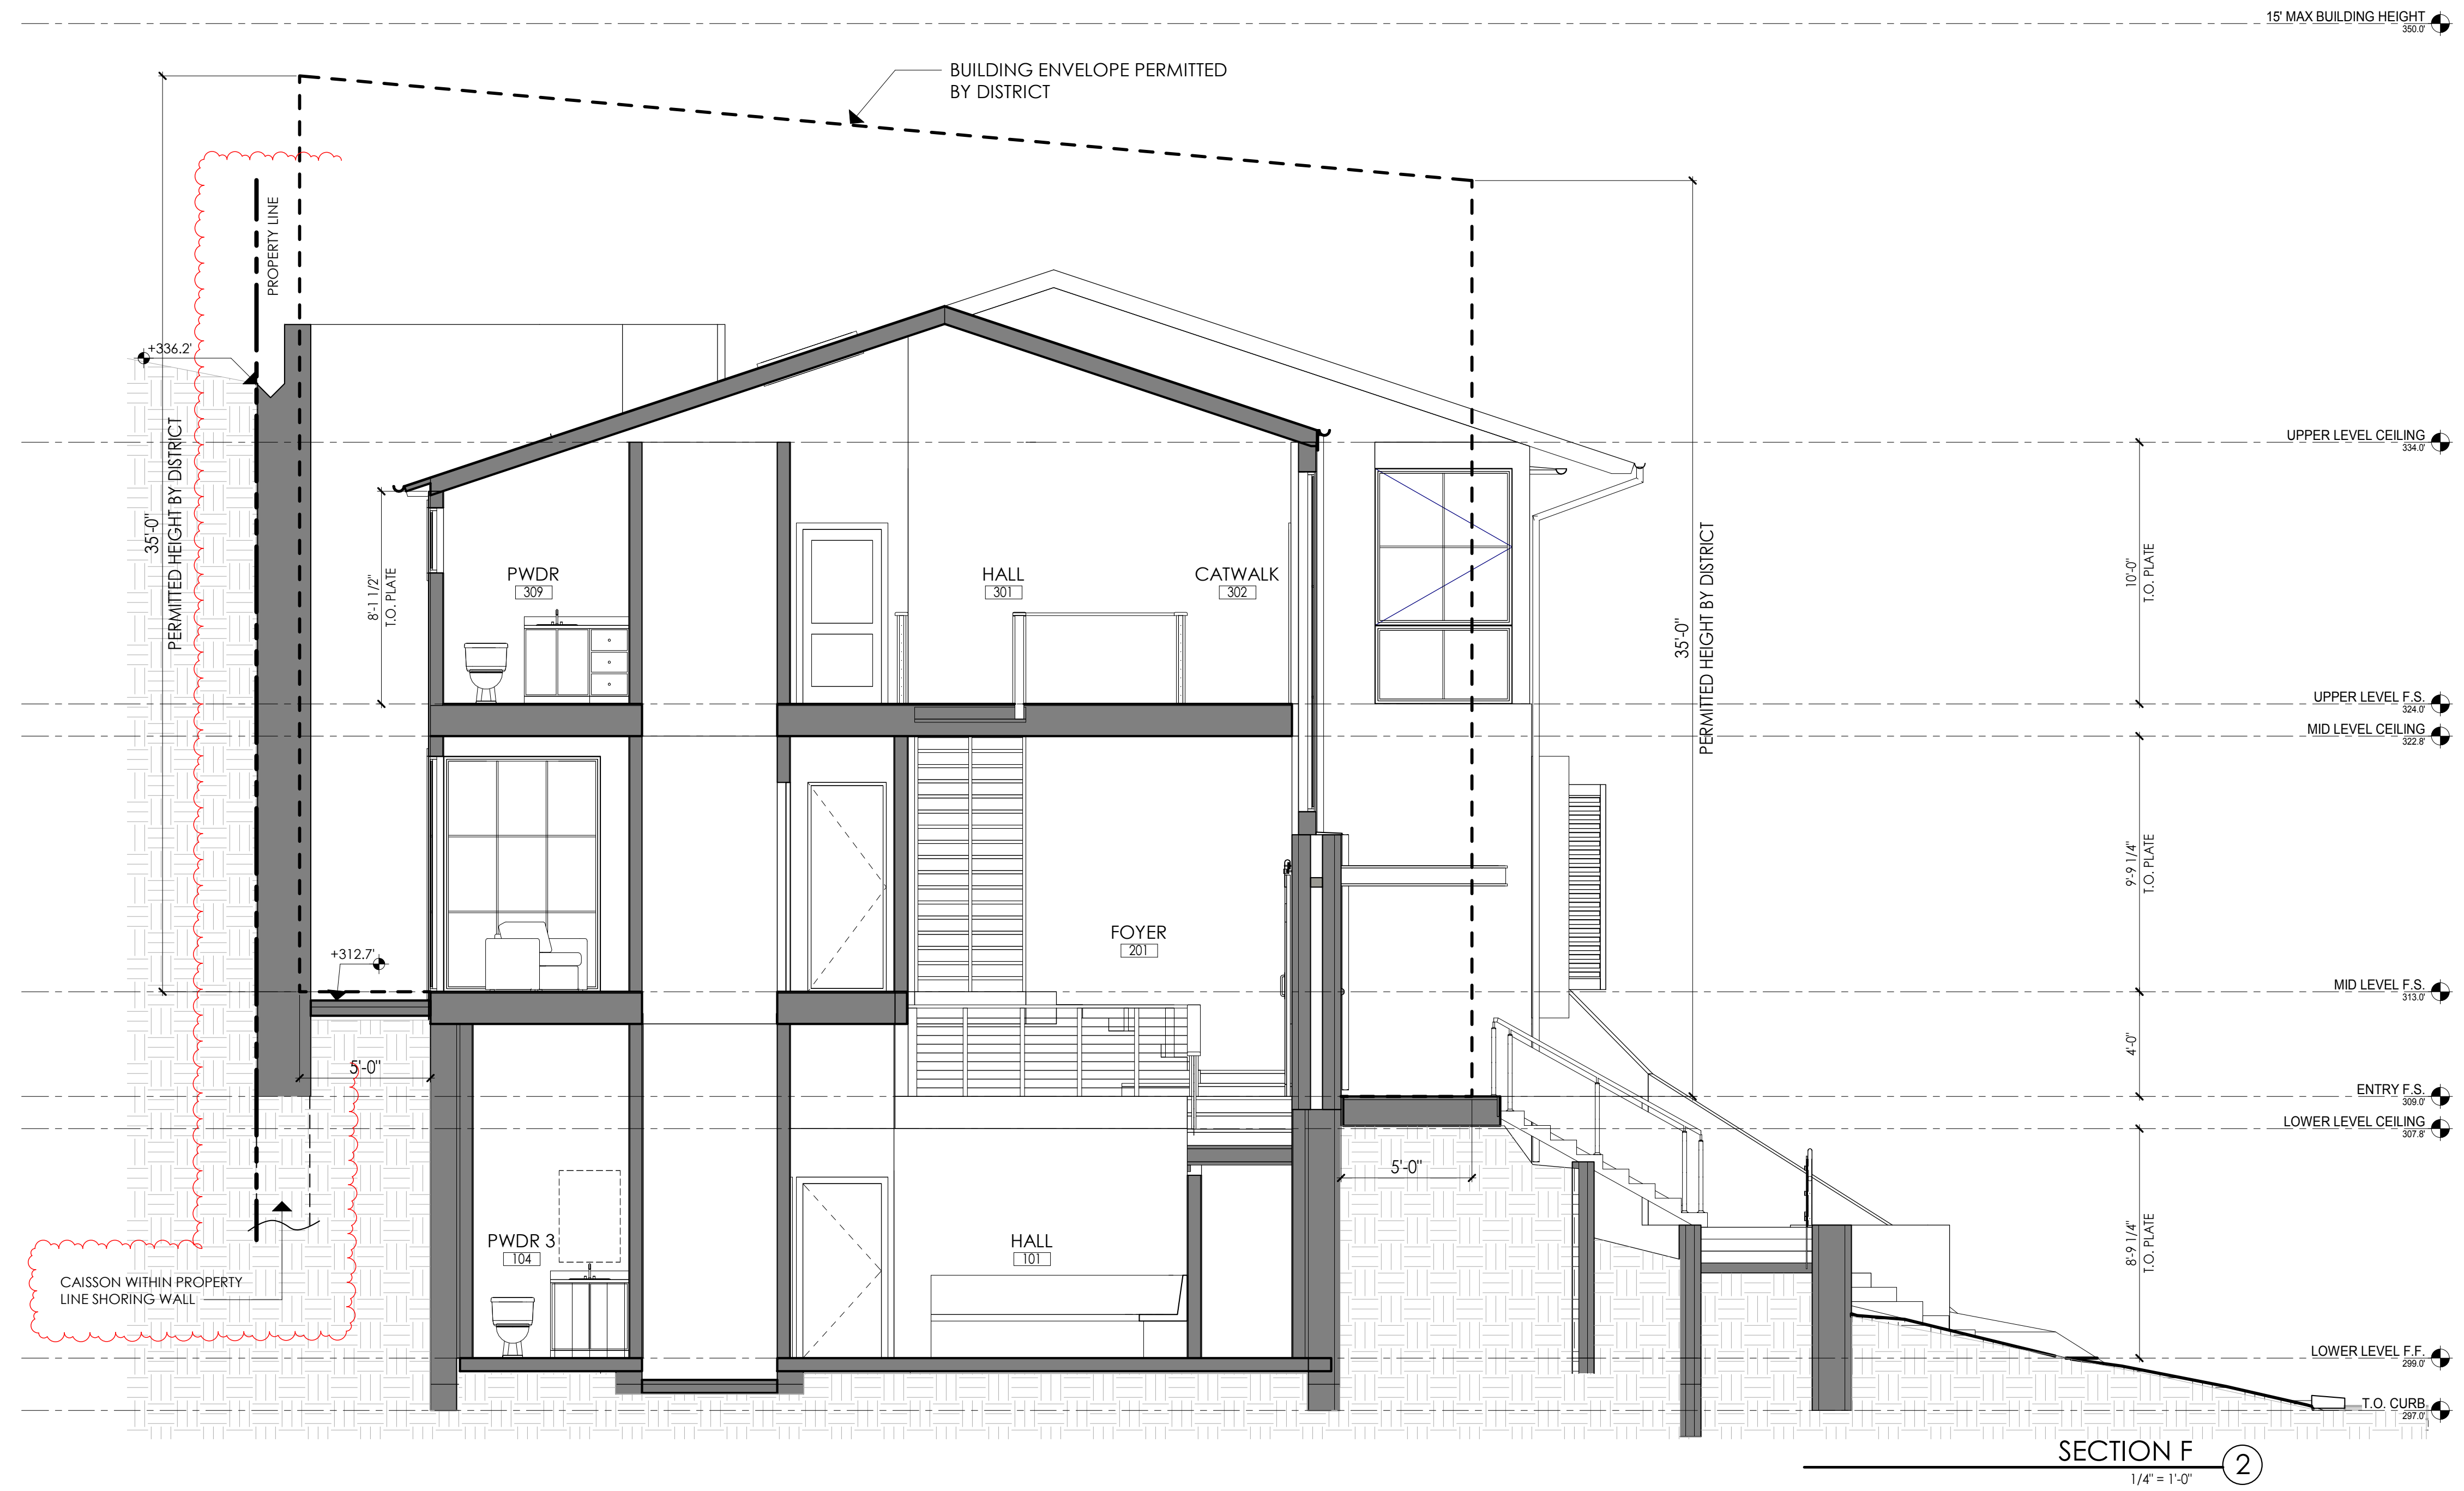 15' MAX BUILDING HEIGHT
350.0'
BUILDING ENVELOPE PERMITTED
BY DISTRICT
PROPERTY LINE
+336.2'
35'-0"
PERMITTED HEIGHT BY DISTRICT
UPPER LEVEL CEILING
334.0'
8'-1 1/2"
T.O. PLATE
PWDR
309
HALL
301
CATWALK
302
35'-0"
PERMITTED HEIGHT BY DISTRICT
10'-0"
T.O. PLATE
UPPER LEVEL F.S.
324.0'
MID LEVEL CEILING
322.8'
9'-9 1/4"
T.O. PLATE
FOYER
201
+312.7'
MID LEVEL F.S.
313.0'
4'-0"
5'-0"
ENTRY F.S.
309.0'
LOWER LEVEL CEILING
307.8'
5'-0"
8'-9 1/4"
T.O. PLATE
PWDR 3
104
HALL
101
CAISSON WITHIN PROPERTY
LINE SHORING WALL
LOWER LEVEL F.F.
299.0'
T.O. CURB
297.0'
SECTION F
2
1/4" = 1'-0"